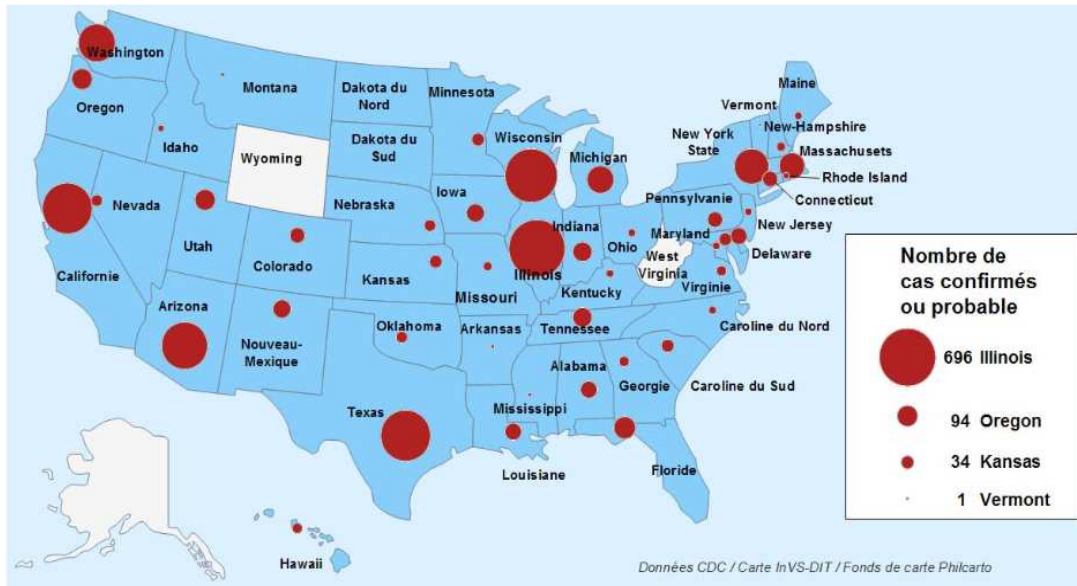 Washington
Montana
Dakota du
Nord
Minnesota
Maine
Vermont
Oregon
New-Hampshire
Idaho
Dakota du
Sud
Wisconsin
New York
State
Michigan
Massachusets
Wyoming
Rhode Island
Connecticut
Nevada
Nebraska
Iowa
Pennsylvanie
New Jersey
Utah
Indiana
Ohio
Maryland
Delaware
Californie
Colorado
Kansas
Illinois
West
Virginia
Virginie
Missouri
Kentucky
Arizona
Nouveau-
Mexique
Oklahoma
Arkansas
Tennessee
Caroline du Nord
Alabama
Georgie
Caroline du Sud
Texas
Mississippi
Louisiane
Floride
Hawaii
Nombre de
cas confirmés
ou probable
696 Illinois
94 Oregon
34 Kansas
1 Vermont
Données CDC / Carte InVS-DIT / Fonds de carte Philcarto